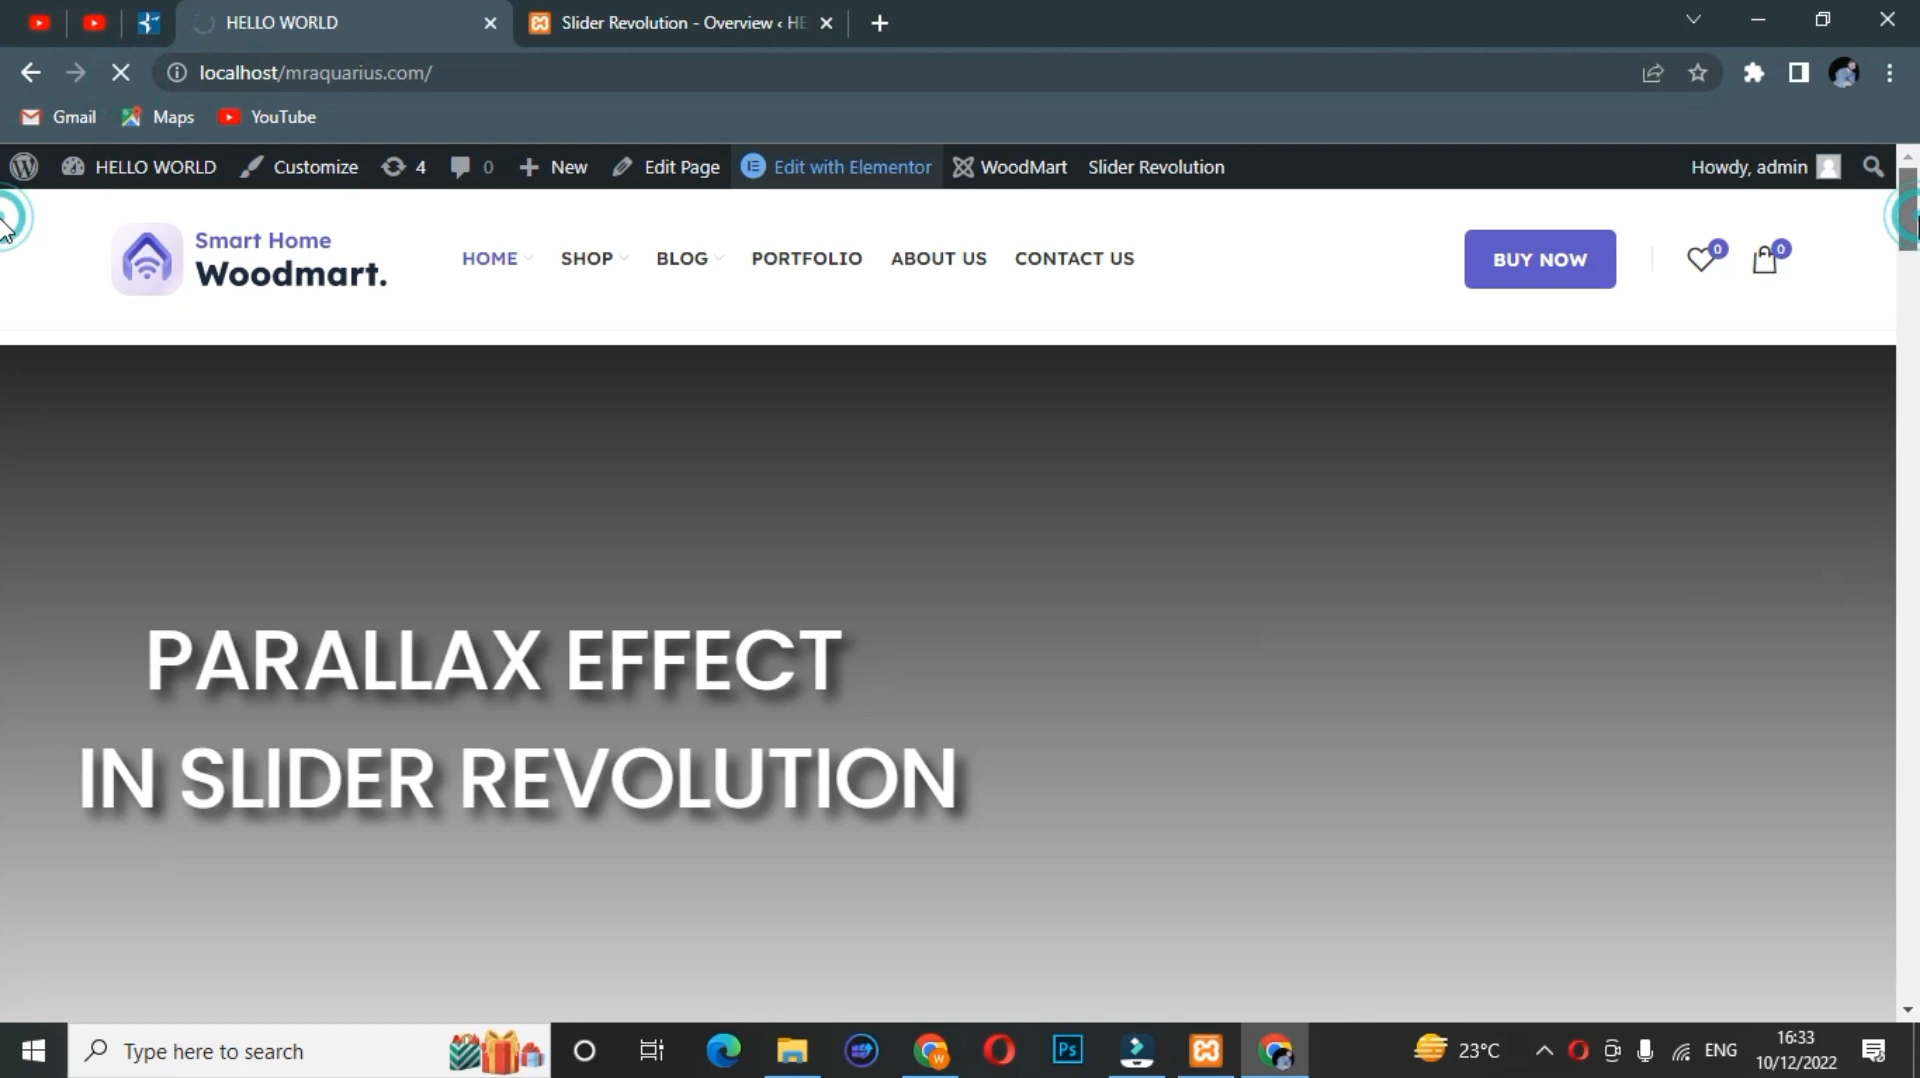 HELLO WORLD
Slider Revolution - Overview ‹ HE
localhost/mraquarius.com/
Gmail
Maps
YouTube
HELLO WORLD
Customize
4
0
New
Edit Page
Edit with Elementor
WoodMart
Slider Revolution
Howdy, admin
Smart Home
Woodmart.
HOME
SHOP
BLOG
PORTFOLIO
ABOUT US
CONTACT US
BUY NOW
0
0
PARALLAX EFFECT
IN SLIDER REVOLUTION
Type here to search
W
Ps
23°C
ENG
16:33
10/12/2022